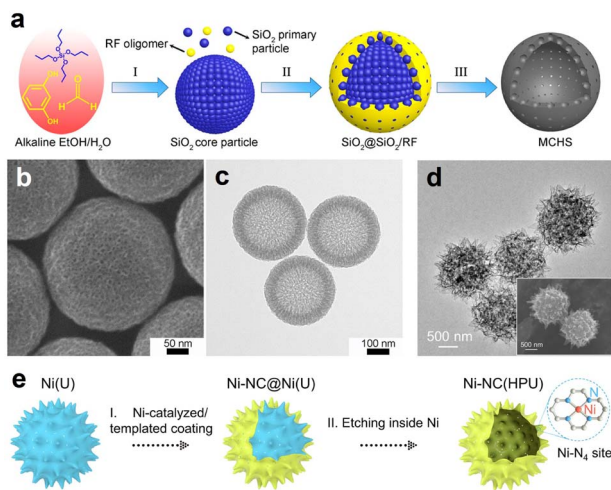 a
RF oligomer
SiO₂ primary
particle
Si
O
O
O
O
OH
OH
O
H
H
I
II
III
Alkaline EtOH/H₂O
SiO₂ core particle
SiO₂@SiO₂/RF
MCHS
b
50 nm
c
100 nm
d
500 nm
500 nm
e
Ni(U)
I. Ni-catalyzed/
templated coating
Ni-NC@Ni(U)
II. Etching inside Ni
Ni-NC(HPU)
N
Ni
Ni-N₄ site